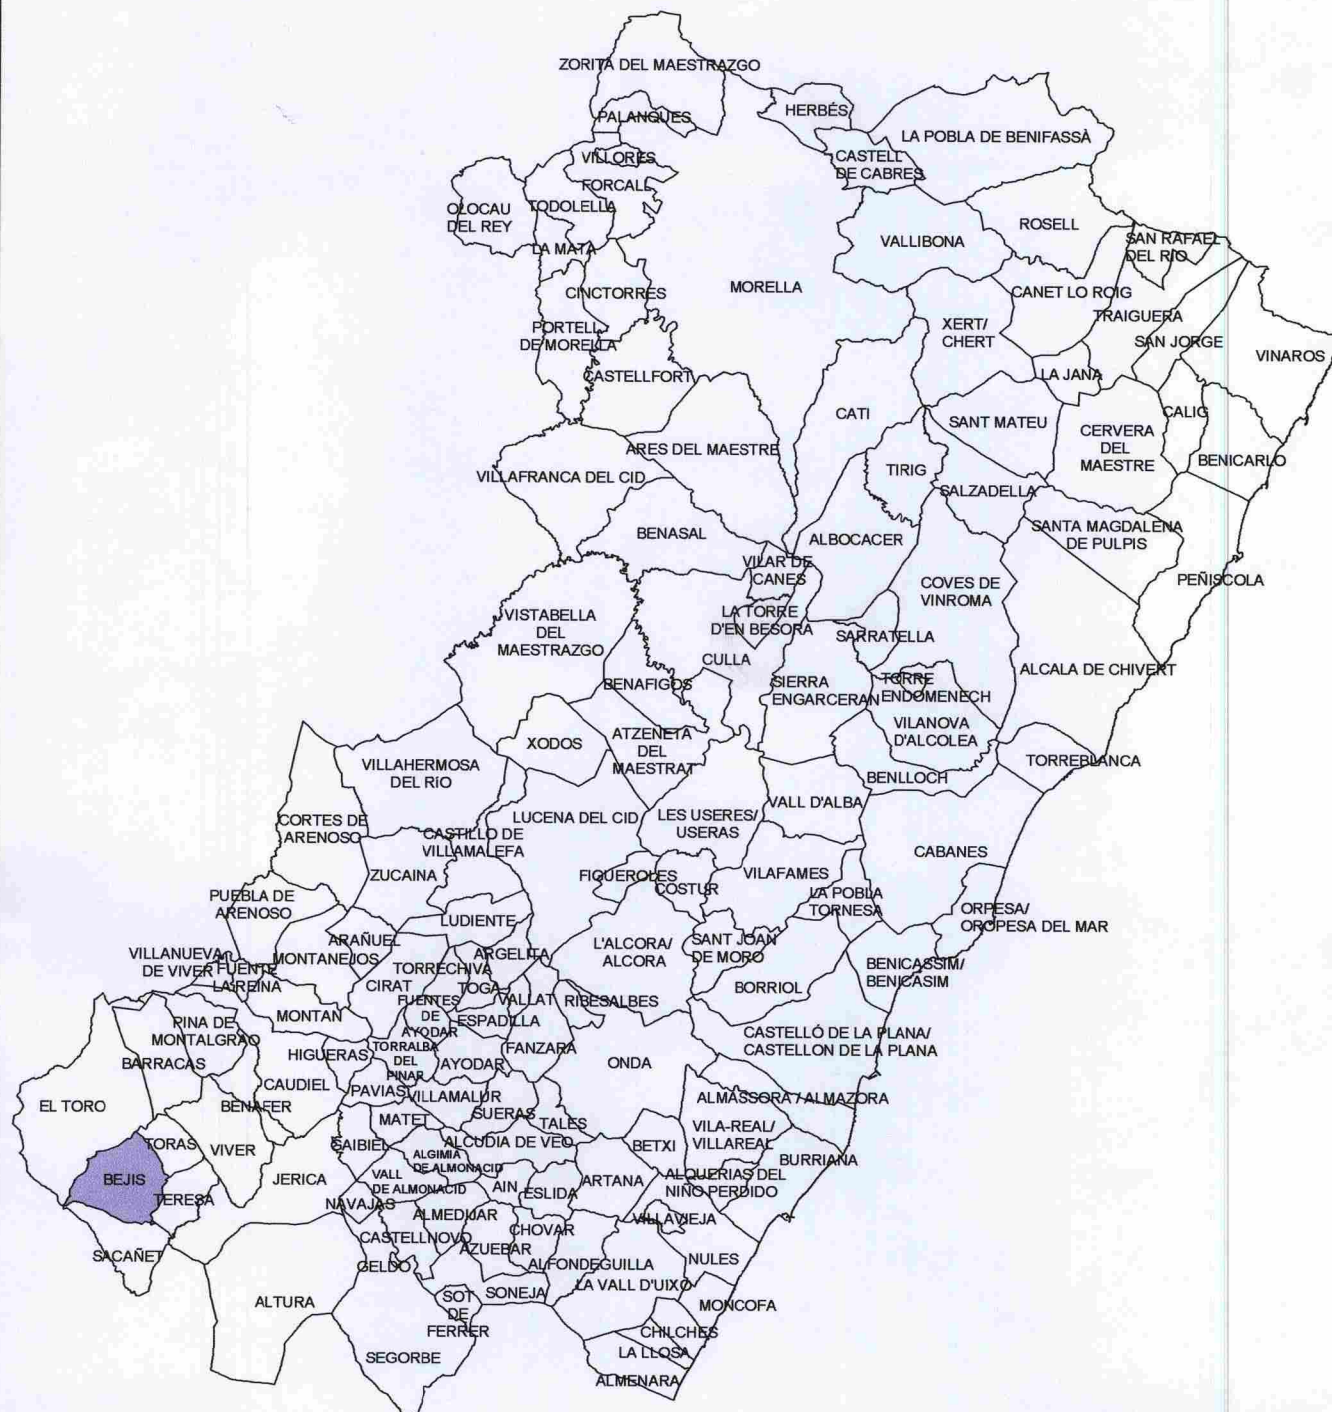 ZORITA DEL MAESTRAZGO
PALANQUES
HERBÉS
LA POBLA DE BENIFASSÀ
VILLORES
CASTELL
DE CABRES
FORCALL
OLOCAU
DEL REY
TODOLELLA
ROSELL
VALLIBONA
SAN RAFAEL
DEL RIO
LA MATA
CINCTORRES
MORELLA
CANET LO ROIG
TRAIGUERA
PORTELL
DE MORELLA
XERT/
CHERT
SAN JORGE
VINAROS
CASTELLFORT
LA JANA
CATI
SANT MATEU
CALIG
CERVERA
DEL
MAESTRE
ARES DEL MAESTRE
BENICARLO
VILLAFRANCA DEL CID
TIRIG
SALZADELLA
BENASAL
ALBOCACER
SANTA MAGDALENA
DE PULPIS
VILAR DE
CANES
COVES DE
VINROMA
PEÑISCOLA
VISTABELLA
DEL
MAESTRAZGO
LA TORRE
D'EN BESORA
SARRATELLA
CULLA
ALCALA DE CHIVERT
BENAFIGOS
SIERRA
ENGARCERAN
TORRE
ENDOMENECH
XODOS
ATZENETA
DEL
MAESTRAT
VILANOVA
D'ALCOLEA
VILLAHERMOSA
DEL RIO
TORREBLANCA
BENLLOCH
CORTES DE
ARENOSO
CASTILLO DE
VILLAMALEFA
LUCENA DEL CID
LES USERES/
USERAS
VALL D'ALBA
CABANES
ZUCAINA
FIGUEROLES
COSTUR
VILAFAMES
PUEBLA DE
ARENOSO
LA POBLA
TORNESA
ORPESA/
OROPESA DEL MAR
LUDIENTE
ARAÑUEL
VILLANUEVA
DE VIVER
FUENTE
LA REINA
MONTANEJOS
ARGELITA
L'ALCORA/
ALCORA
SANT JOAN
DE MORO
BENICASSIM/
BENICASIM
TORRECHIVA
CIRAT
TOGA
VALLAT
RIBESALBES
BORRIOL
FUENTES
DE
AYODAR
MONTAN
ESPADILLA
PINA DE
MONTALGRAO
CASTELLÓ DE LA PLANA/
CASTELLON DE LA PLANA
BARRACAS
HIGUERAS
TORRALBA
DEL
PINAR
AYODAR
FANZARA
ONDA
CAUDIEL
PAVIAS
VILLAMALUR
EL TORO
BENAFER
MATET
SUERAS
TALES
ALMASSORA / ALMAZORA
TORAS
VIVER
GAIBIEL
ALCUDIA DE VEO
BETXI
VILA-REAL/
VILLAREAL
BURRIANA
ALGIMIA
DE ALMONACID
BEJIS
JERICA
VALL
DE ALMONACID
AIN
ESLIDA
ARTANA
ALQUERIAS DEL
NIÑO PERDIDO
TERESA
NAVAJAS
ALMEDIJAR
VILLAVIEJA
CASTELLNOVO
CHOVAR
AZUEBAR
SACAÑET
GELDO
ALFONDEGUILLA
NULES
LA VALL D'UIXO
ALTURA
SOT
DE
FERRER
SONEJA
MONCOFA
CHILCHES
SEGORBE
LA LLOSA
ALMENARA